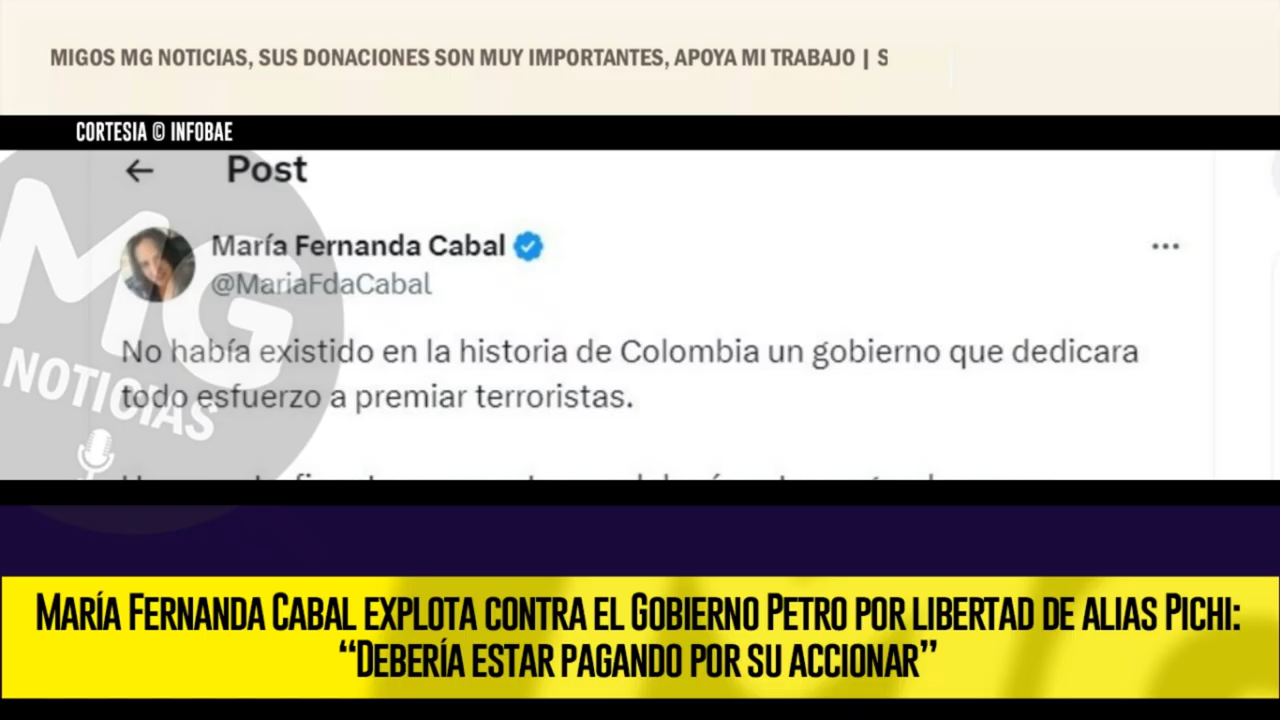 MIGOS MG NOTICIAS, SUS DONACIONES SON MUY IMPORTANTES, APOYA MI TRABAJO | S
CORTESIA © INFOBAE
Post
María Fernanda Cabal
@MariaFdaCabal
No había existido en la historia de Colombia un gobierno que dedicara
todo esfuerzo a premiar terroristas.
MG
NOTICIAS
MARÍA FERNANDA CABAL EXPLOTA CONTRA EL GOBIERNO PETRO POR LIBERTAD DE ALIAS PICHI:
“DEBERÍA ESTAR PAGANDO POR SU ACCIONAR”